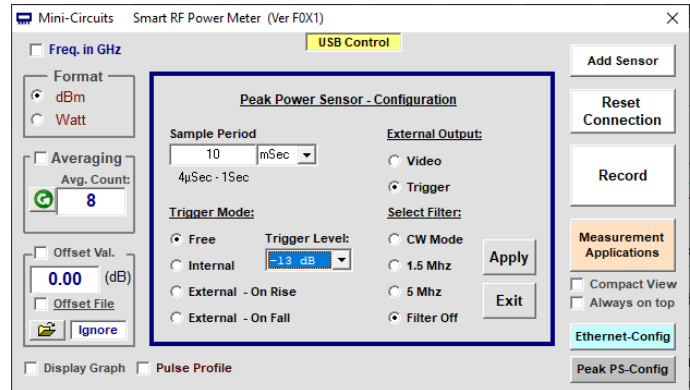 Mini-Circuits Smart RF Power Meter (Ver F0X1)
USB Control
Freq. in GHz
Format
dBm
Watt
Averaging
Avg. Count:
8
Offset Val.
0.00 (dB)
Offset File
Ignore
Display Graph Pulse Profile
Peak Power Sensor - Configuration
Sample Period
10 mSec
4µSec - 1Sec
Trigger Mode:
Free
Internal
External - On Rise
External - On Fall
Trigger Level:
-13 dB
External Output:
Video
Trigger
Select Filter:
CW Mode
1.5 Mhz
5 Mhz
Filter Off
Apply
Exit
Add Sensor
Reset
Connection
Record
Measurement
Applications
Compact View
Always on top
Ethernet-Config
Peak PS-Config